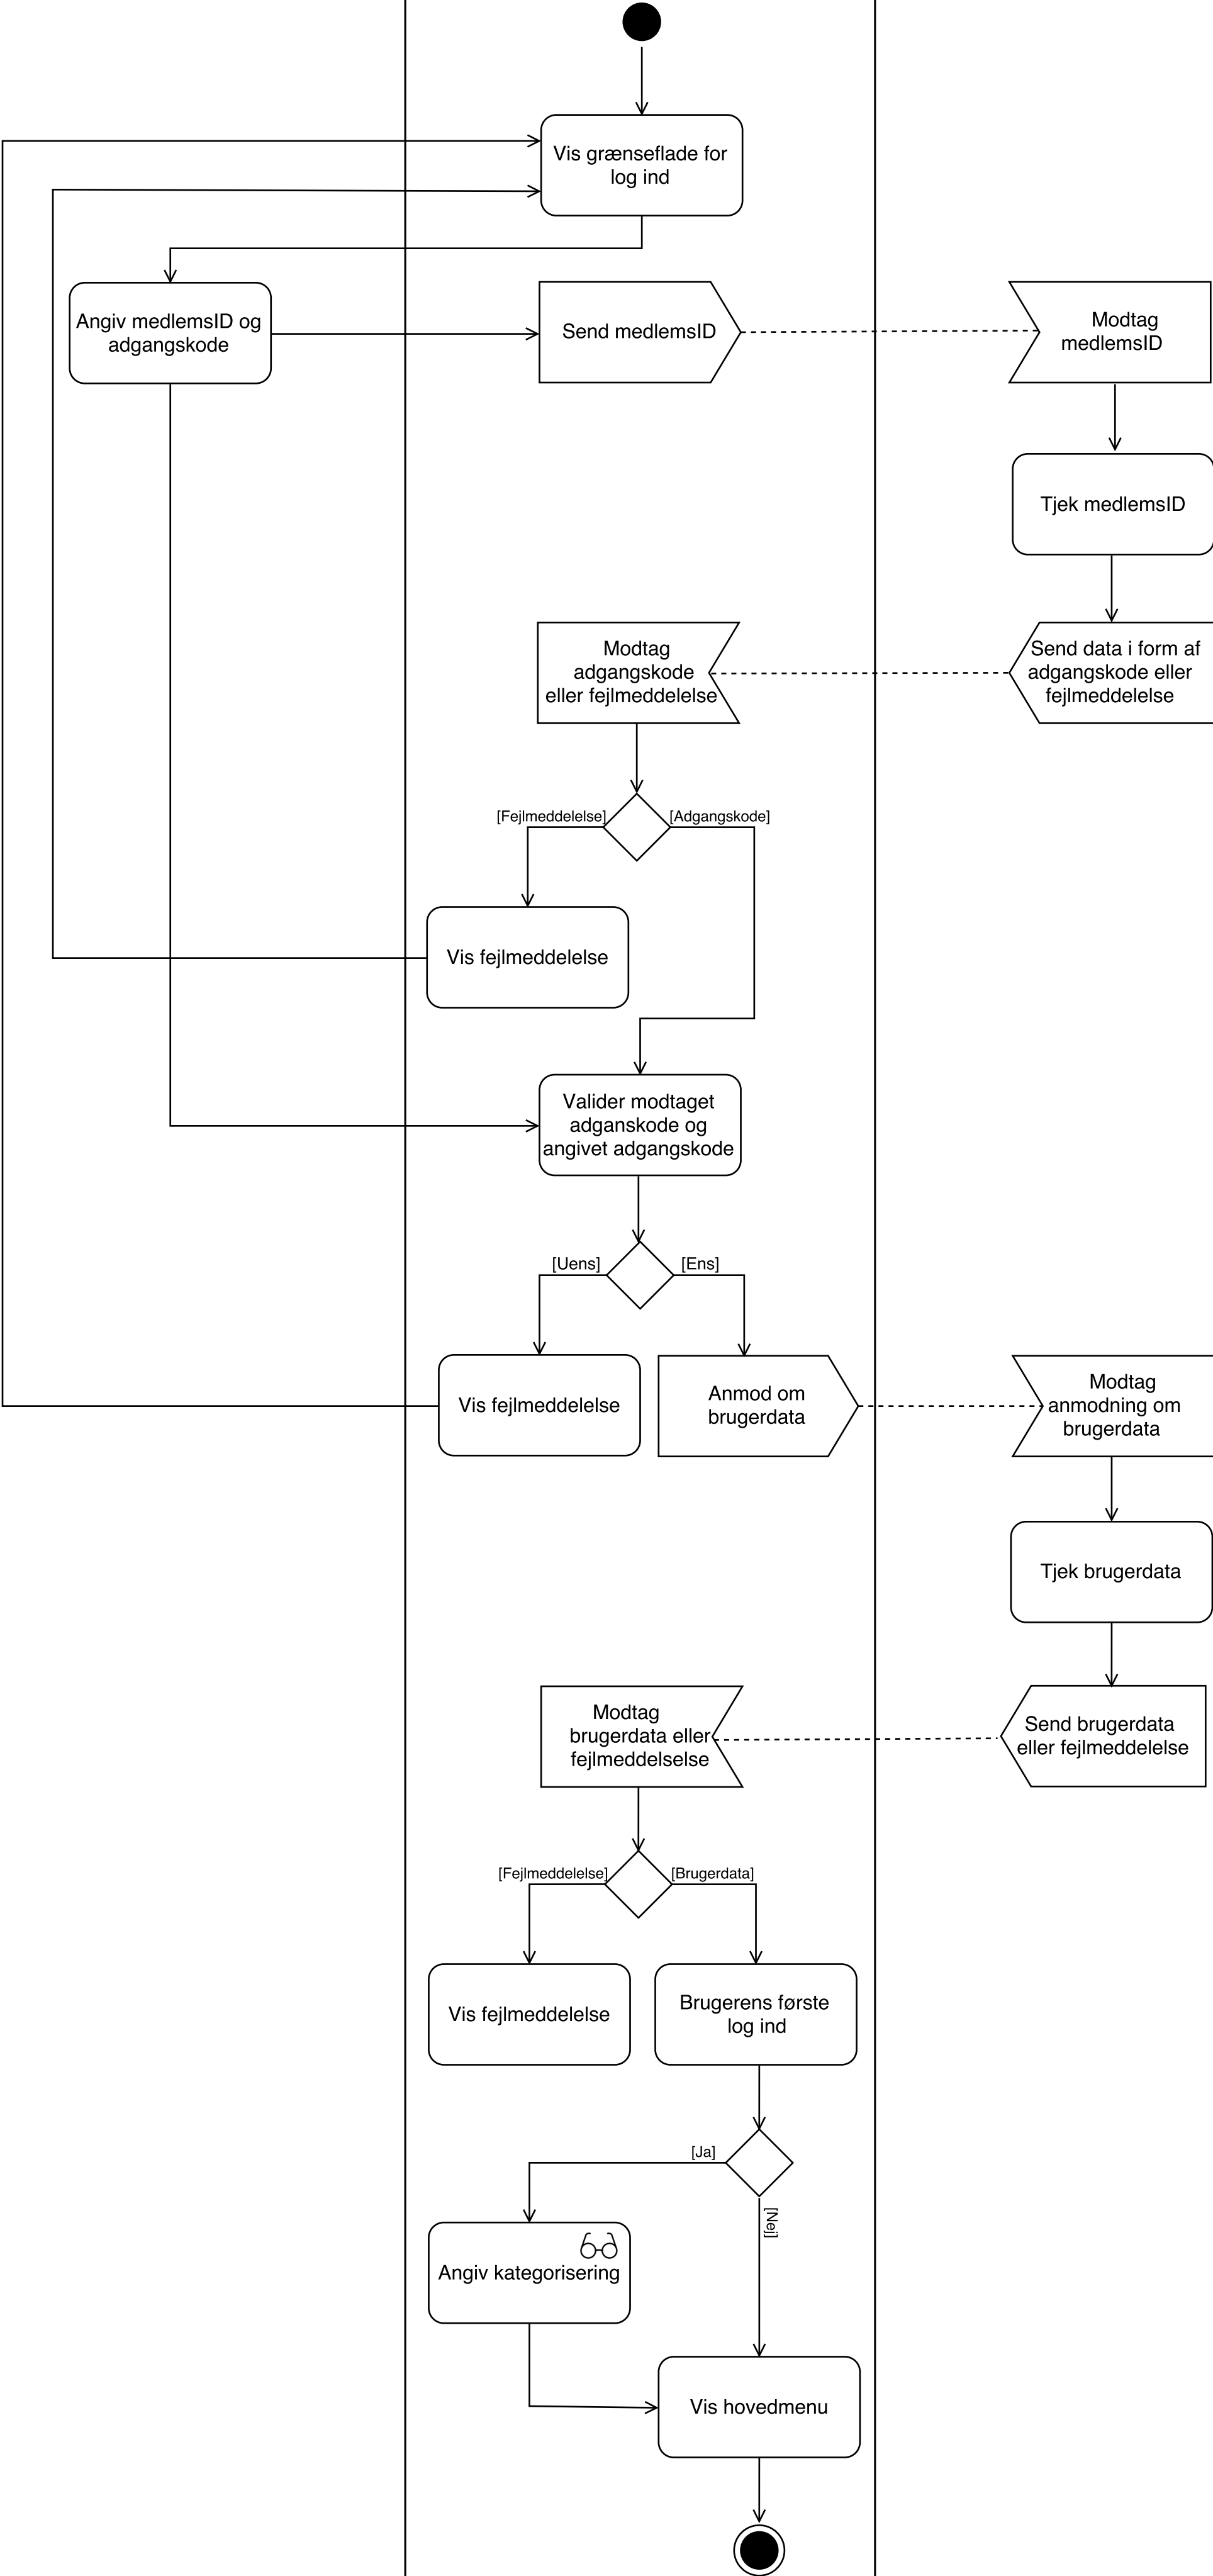 Vis grænseflade for
log ind
Angiv medlemsID og
adgangskode
Send medlemsID
Modtag
medlemsID
Tjek medlemsID
Send data i form af
adgangskode eller
fejlmeddelelse
Modtag
adgangskode
eller fejlmeddelelse
[Fejlmeddelelse]
[Adgangskode]
Vis fejlmeddelelse
Valider modtaget
adganskode og
angivet adgangskode
[Uens]
[Ens]
Vis fejlmeddelelse
Anmod om
brugerdata
Modtag
anmodning om
brugerdata
Tjek brugerdata
Send brugerdata
eller fejlmeddelelse
Modtag
brugerdata eller
fejlmeddelselse
[Fejlmeddelelse]
[Brugerdata]
Vis fejlmeddelelse
Brugerens første
log ind
[Ja]
[Nej]
Angiv kategorisering
Vis hovedmenu